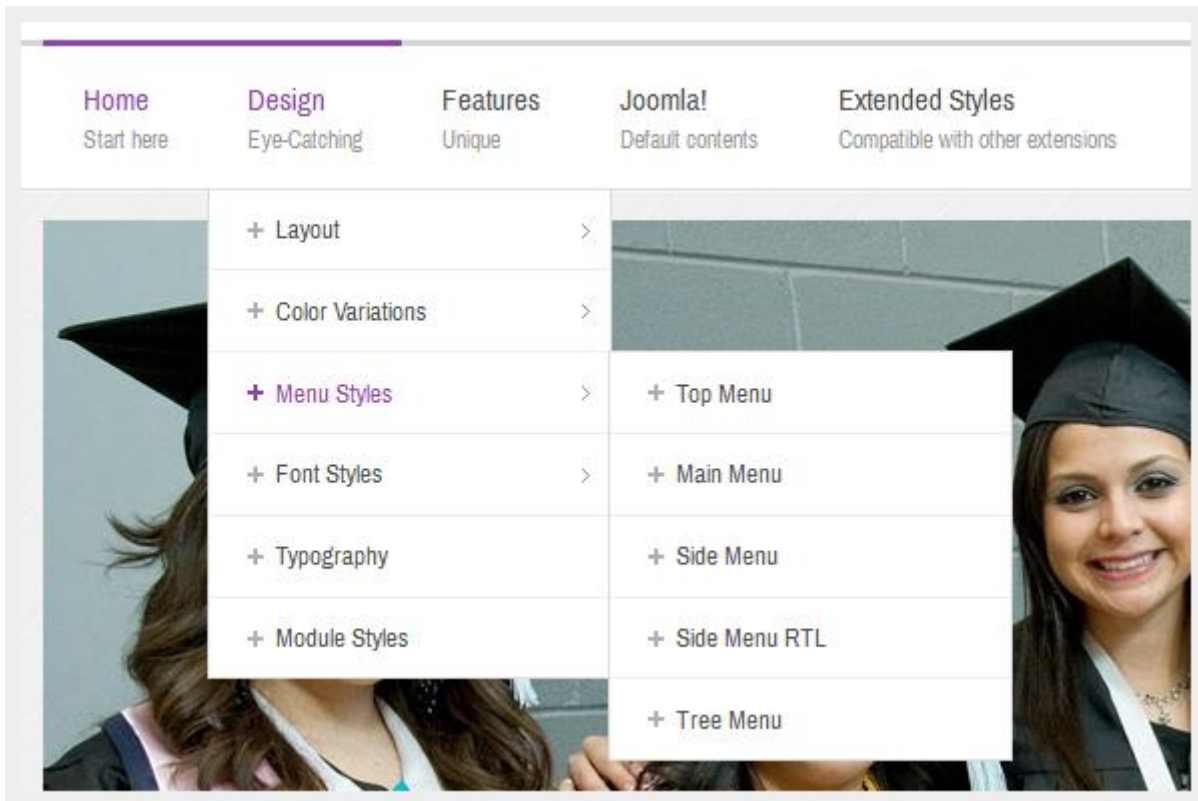 Home
Start here
Design
Eye-Catching
Features
Unique
Joomla!
Default contents
Extended Styles
Compatible with other extensions
+ Layout >
+ Color Variations >
+ Menu Styles >
+ Font Styles >
+ Typography
+ Module Styles
+ Top Menu
+ Main Menu
+ Side Menu
+ Side Menu RTL
+ Tree Menu